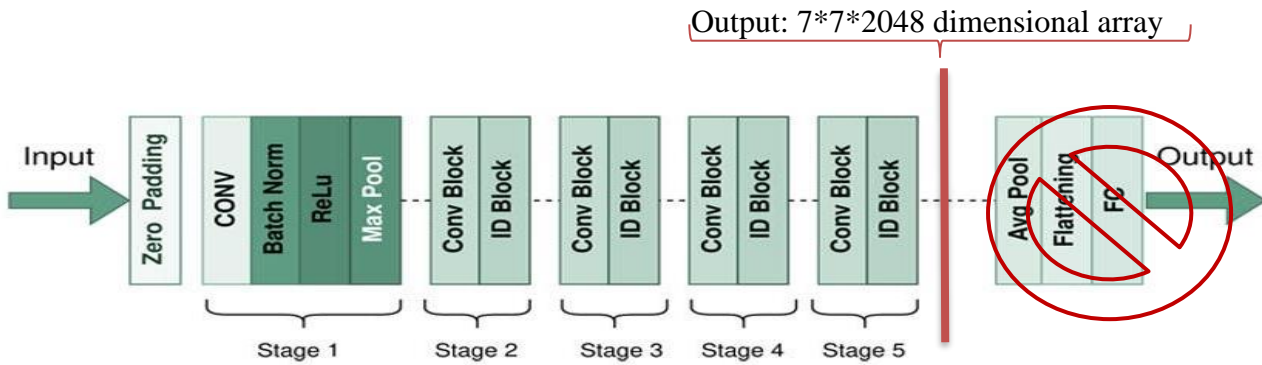 Output: 7*7*2048 dimensional array
Input
Zero Padding
CONV
Batch Norm
ReLu
Max Pool
Conv Block
ID Block
Conv Block
ID Block
Conv Block
ID Block
Conv Block
ID Block
Avg Pool
Flattening
FC
Output
Stage 1
Stage 2
Stage 3
Stage 4
Stage 5